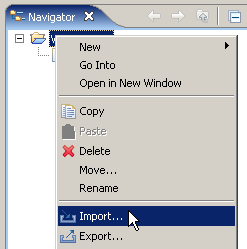 Navigator
New
Go Into
Open in New Window
Copy
Paste
Delete
Move...
Rename
Import...
Export...